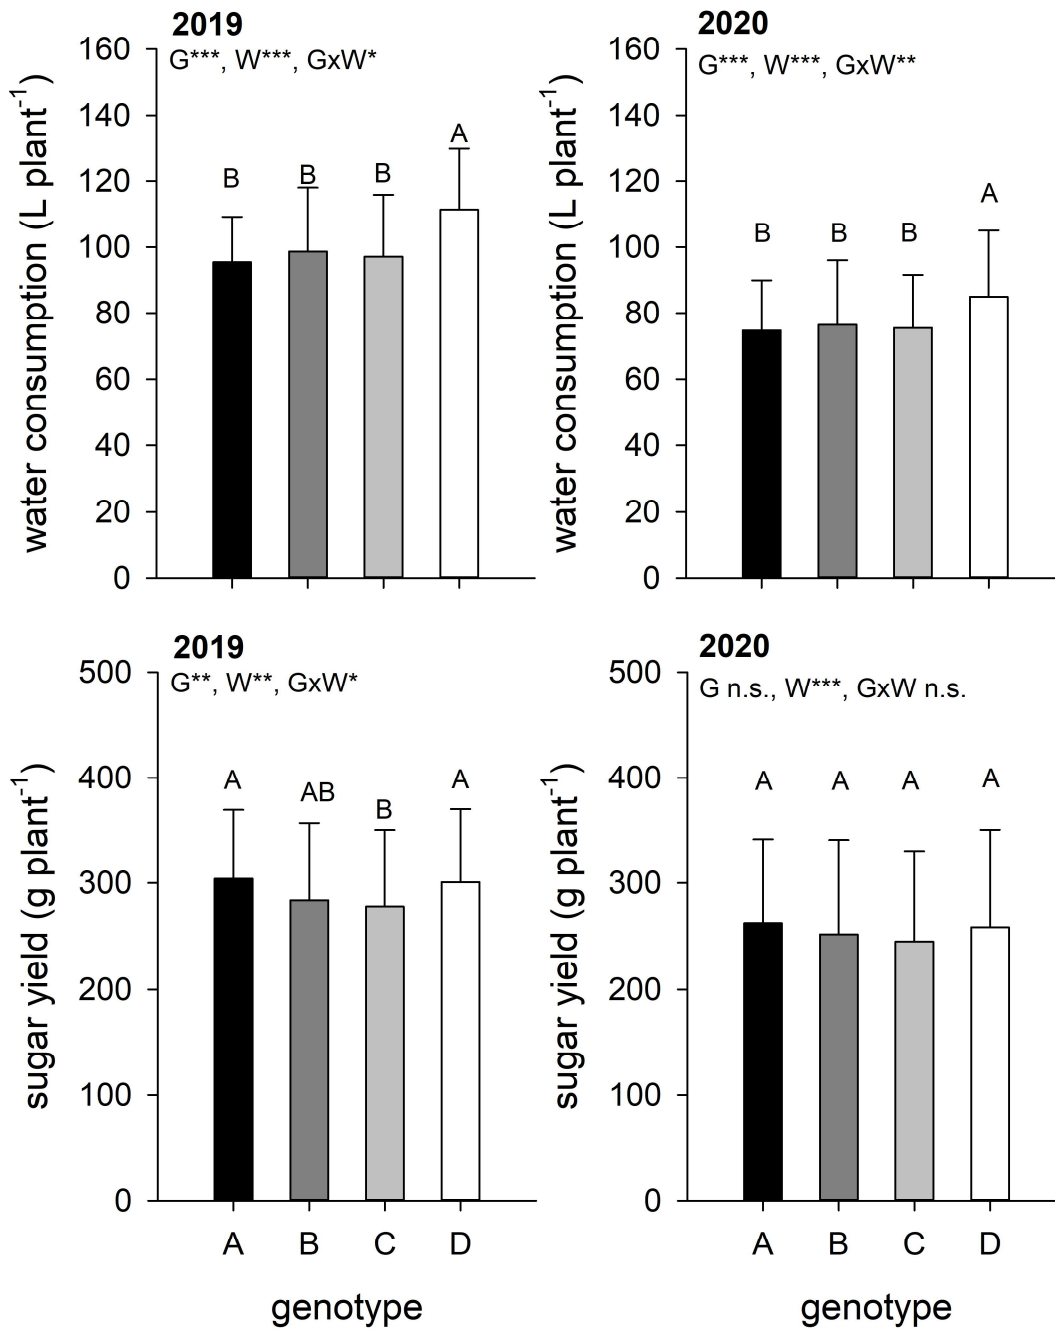 2019
G***, W***, GxW*
water consumption (L plant-1)
160
140
120
100
80
60
40
20
0
B
B
B
A
2020
G***, W***, GxW**
water consumption (L plant-1)
160
140
120
100
80
60
40
20
0
B
B
B
A
2019
G**, W**, GxW*
sugar yield (g plant-1)
500
400
300
200
100
0
A
AB
B
A
A B C D
genotype
2020
G n.s., W***, GxW n.s.
sugar yield (g plant-1)
500
400
300
200
100
0
A
A
A
A
A B C D
genotype